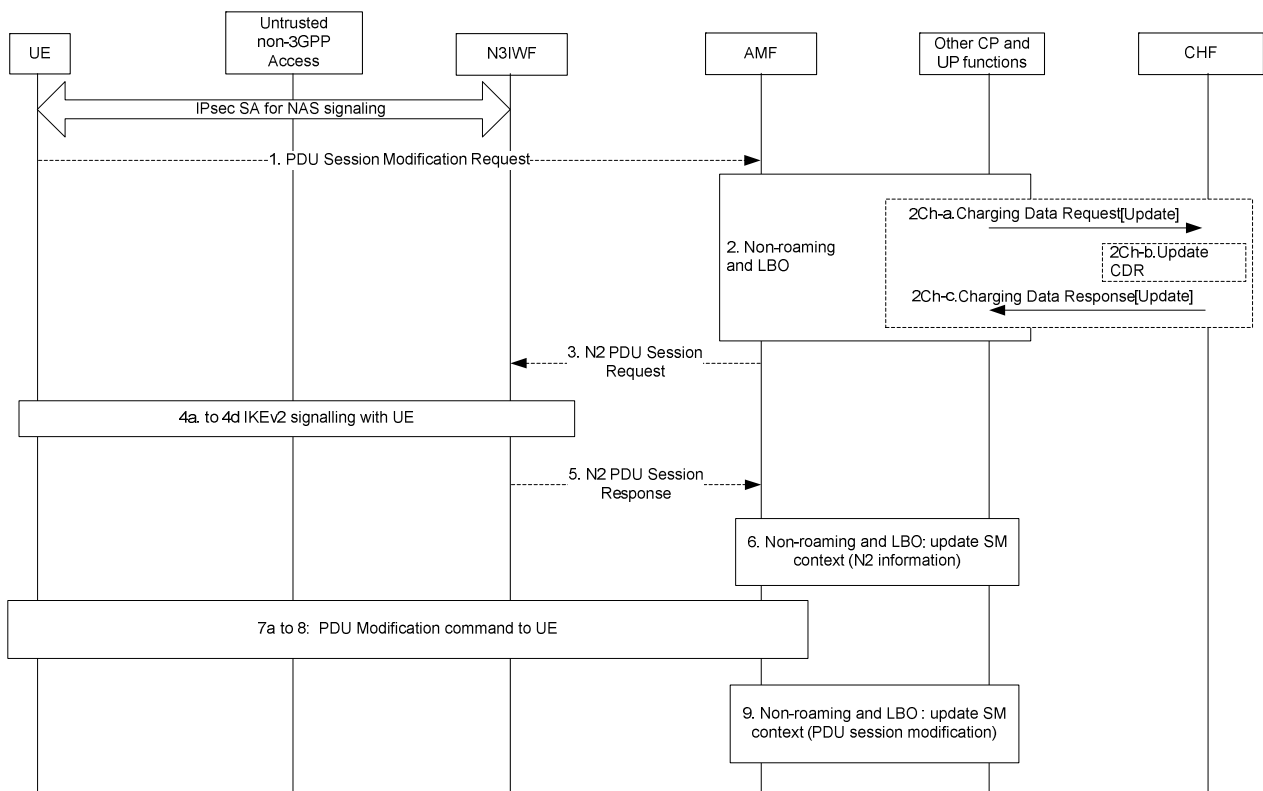 UE
Untrusted
non-3GPP
Access
N3IWF
AMF
Other CP and
UP functions
CHF
IPsec SA for NAS signaling
1. PDU Session Modification Request
2Ch-a.Charging Data Request[Update]
2. Non-roaming
and LBO
2Ch-b.Update
CDR
2Ch-c.Charging Data Response[Update]
3. N2 PDU Session
Request
4a. to 4d IKEv2 signalling with UE
5. N2 PDU Session
Response
6. Non-roaming and LBO: update SM
context (N2 information)
7a to 8: PDU Modification command to UE
9. Non-roaming and LBO : update SM
context (PDU session modification)